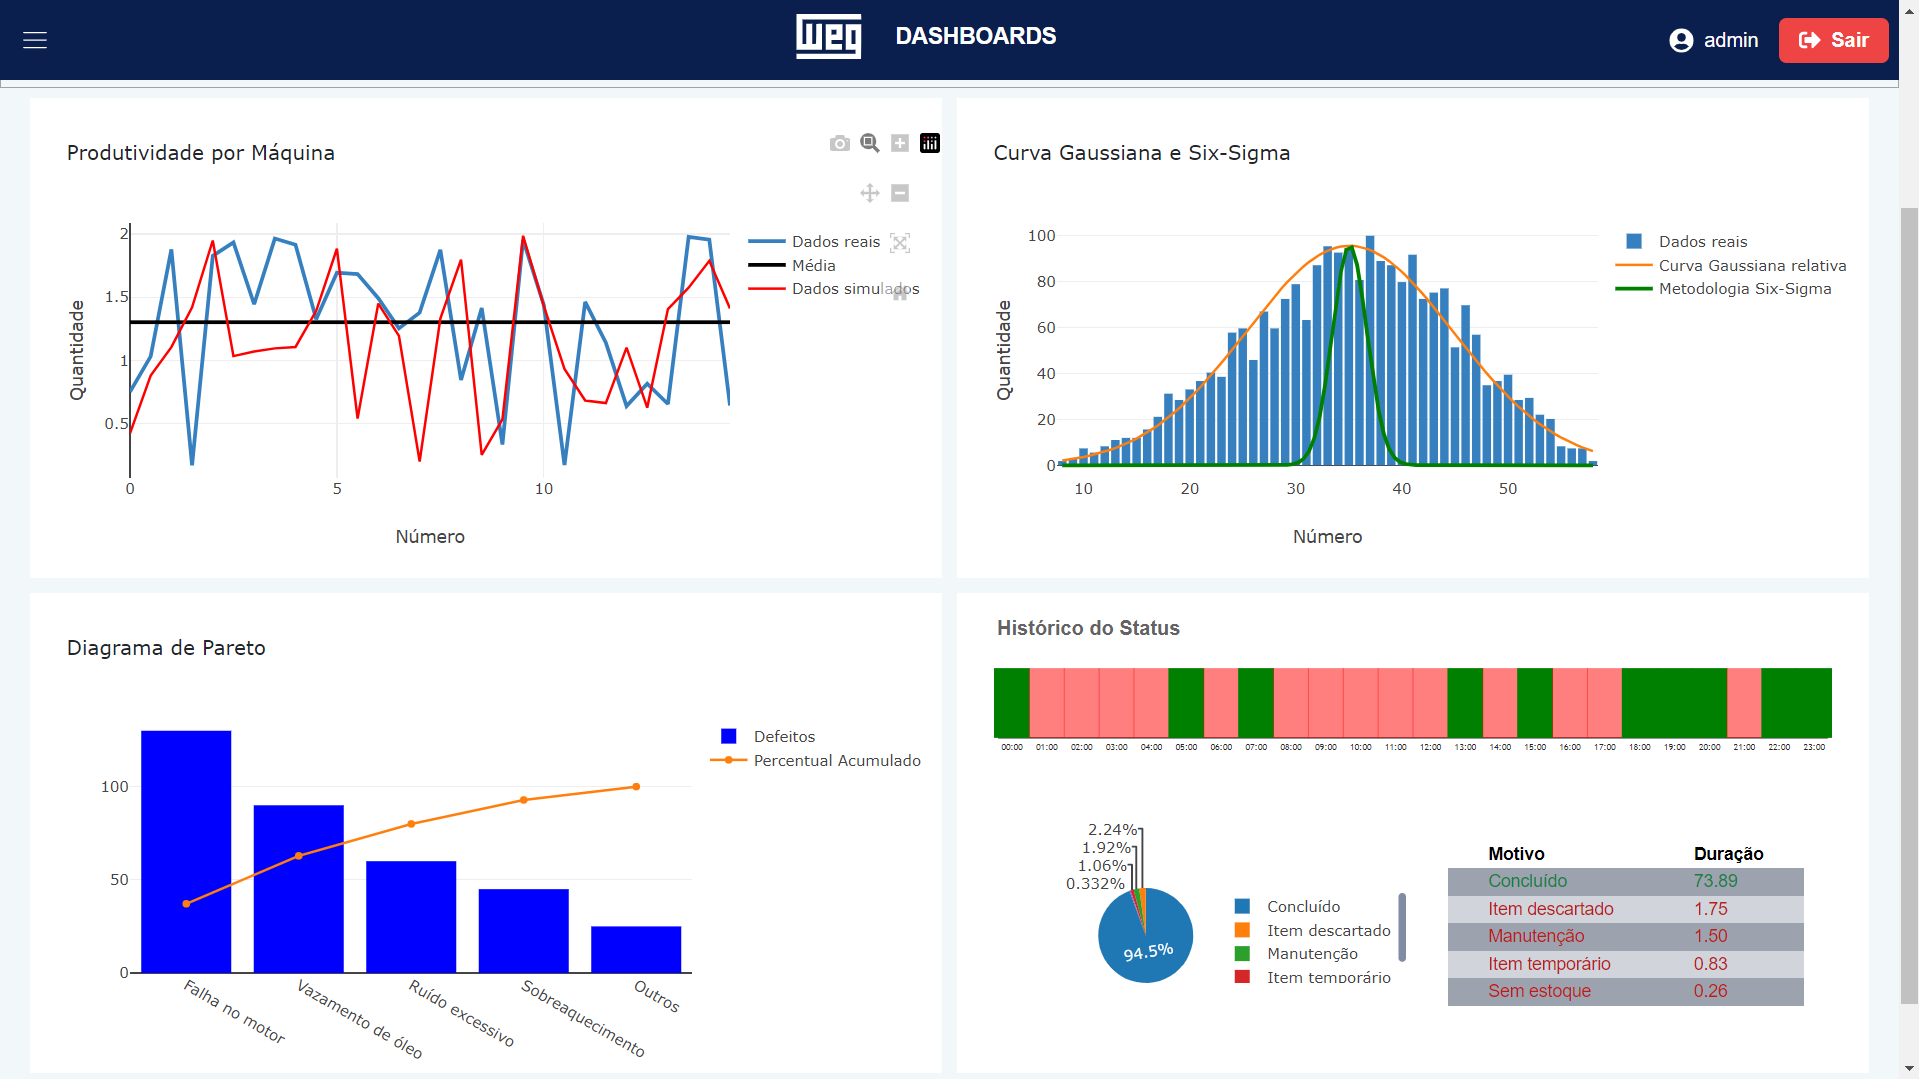 weg DASHBOARDS admin Sair
Produtividade por Máquina
Dados reais
Média
Dados simulados
Quantidade
2
1.5
1
0.5
0 5 10
Número
Curva Gaussiana e Six-Sigma
Dados reais
Curva Gaussiana relativa
Metodologia Six-Sigma
Quantidade
100
80
60
40
20
0
10 20 30 40 50
Número
Diagrama de Pareto
Defeitos
Percentual Acumulado
100
50
0
Falha no motor
Vazamento de óleo
Ruído excessivo
Sobreaquecimento
Outros
Histórico do Status
00:00 01:00 02:00 03:00 04:00 05:00 06:00 07:00 08:00 09:00 10:00 11:00 12:00 13:00 14:00 15:00 16:00 17:00 18:00 19:00 20:00 21:00 22:00 23:00
2.24%
1.92%
1.06%
0.332%
94.5%
Concluído
Item descartado
Manutenção
Item temporário
Motivo Duração
Concluído 73.89
Item descartado 1.75
Manutenção 1.50
Item temporário 0.83
Sem estoque 0.26